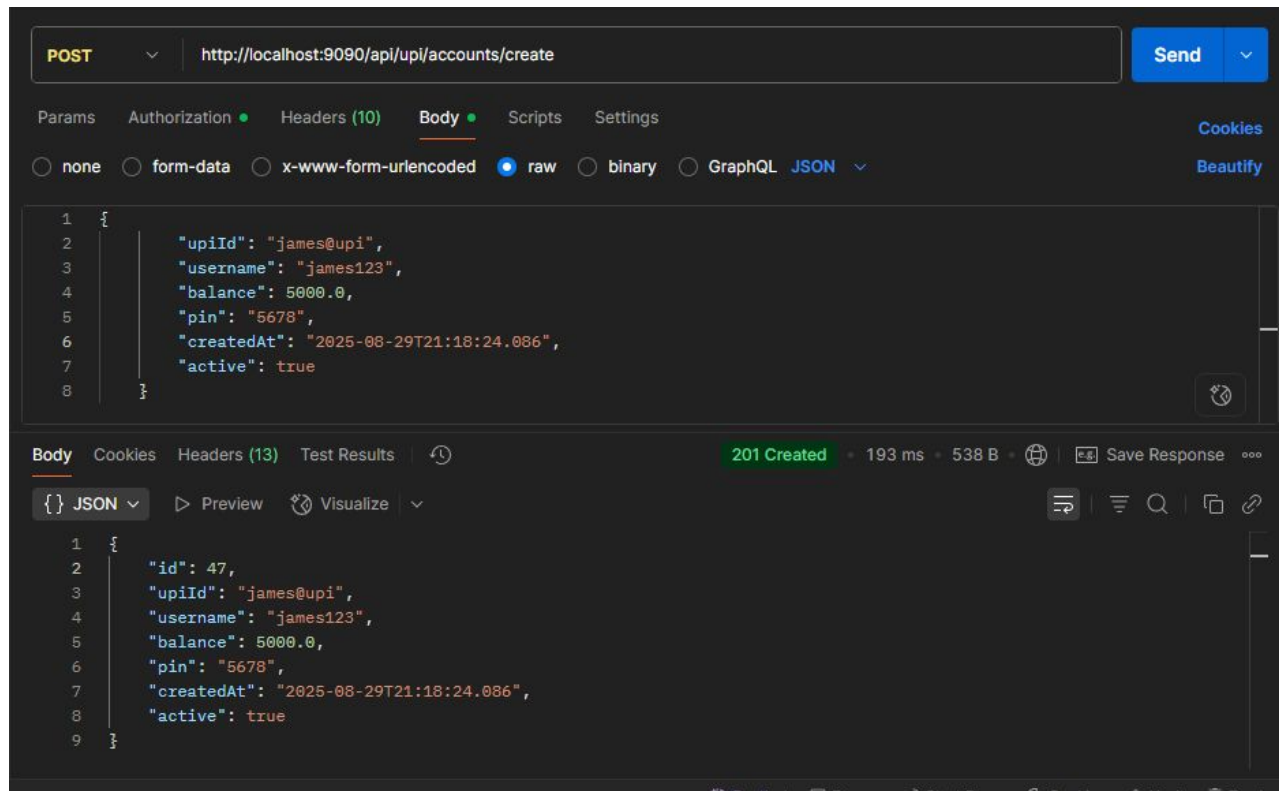 POST http://localhost:9090/api/upi/accounts/create Send
Params Authorization Headers (10) Body Scripts Settings Cookies
none form-data x-www-form-urlencoded raw binary GraphQL JSON Beautify
1 {
2 "upiId": "james@upi",
3 "username": "james123",
4 "balance": 5000.0,
5 "pin": "5678",
6 "createdAt": "2025-08-29T21:18:24.086",
7 "active": true
8 }
Body Cookies Headers (13) Test Results 201 Created 193 ms 538 B e.g. Save Response
{} JSON Preview Visualize
1 {
2 "id": 47,
3 "upiId": "james@upi",
4 "username": "james123",
5 "balance": 5000.0,
6 "pin": "5678",
7 "createdAt": "2025-08-29T21:18:24.086",
8 "active": true
9 }